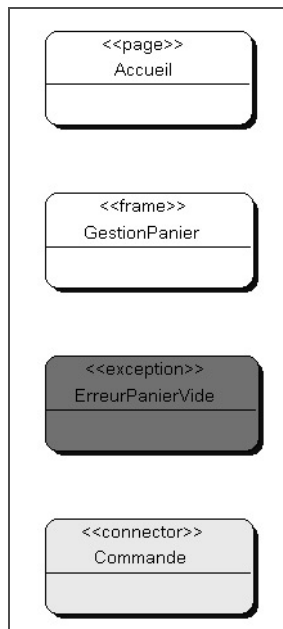 <<page>>
Accueil
<<frame>>
GestionPanier
<<exception>>
ErreurPanierVide
<<connector>>
Commande